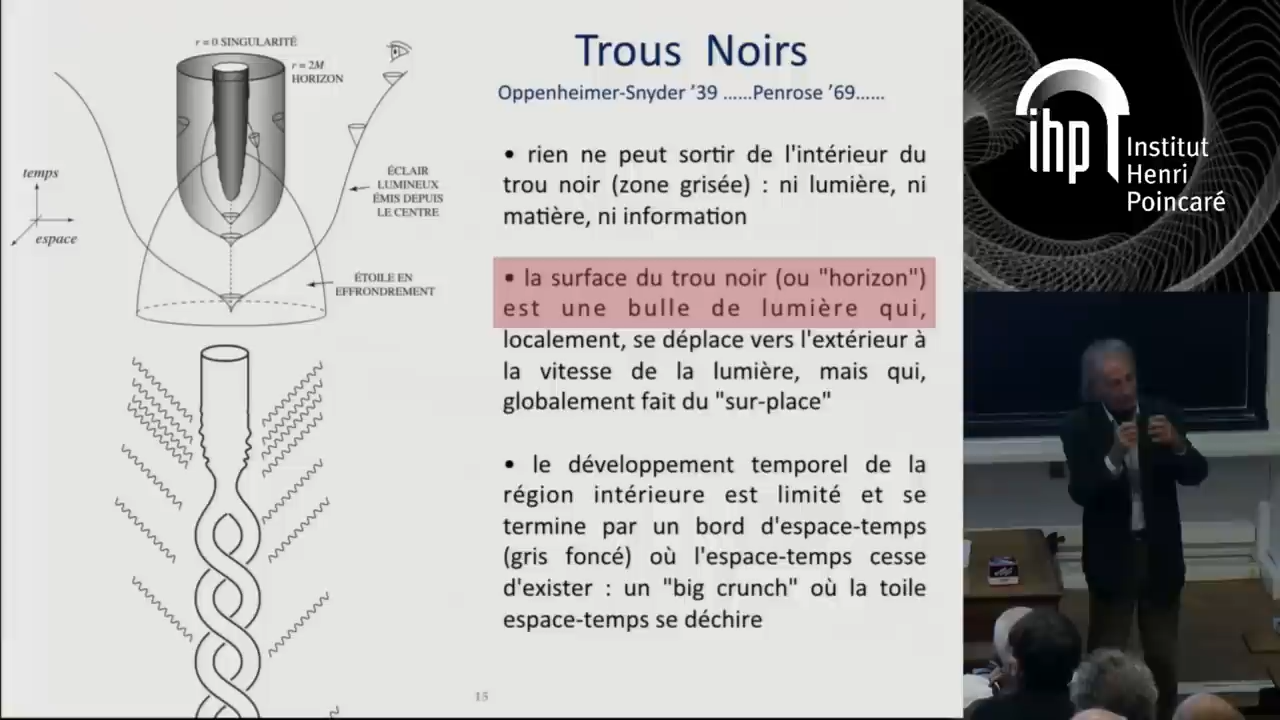 r = 0 SINGULARITÉ
r = 2M
HORIZON
temps
espace
ÉCLAIR
LUMINEUX
ÉMIS DEPUIS
LE CENTRE
ÉTOILE EN
EFFRONDREMENT
Trous Noirs
Oppenheimer-Snyder ’39 ......Penrose ’69......
• rien ne peut sortir de l'intérieur du
trou noir (zone grisée) : ni lumière, ni
matière, ni information
• la surface du trou noir (ou "horizon")
est une bulle de lumière qui,
localement, se déplace vers l'extérieur à
la vitesse de la lumière, mais qui,
globalement fait du "sur-place"
• le développement temporel de la
région intérieure est limité et se
termine par un bord d'espace-temps
(gris foncé) où l'espace-temps cesse
d'exister : un "big crunch" où la toile
espace-temps se déchire
15
ihp
Institut
Henri
Poincaré